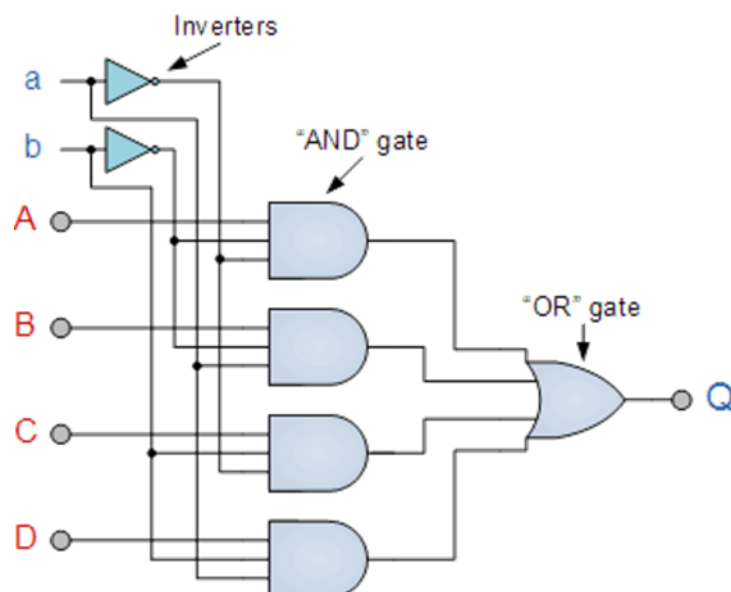 Inverters
a
b
“AND” gate
A
B
“OR” gate
Q
C
D